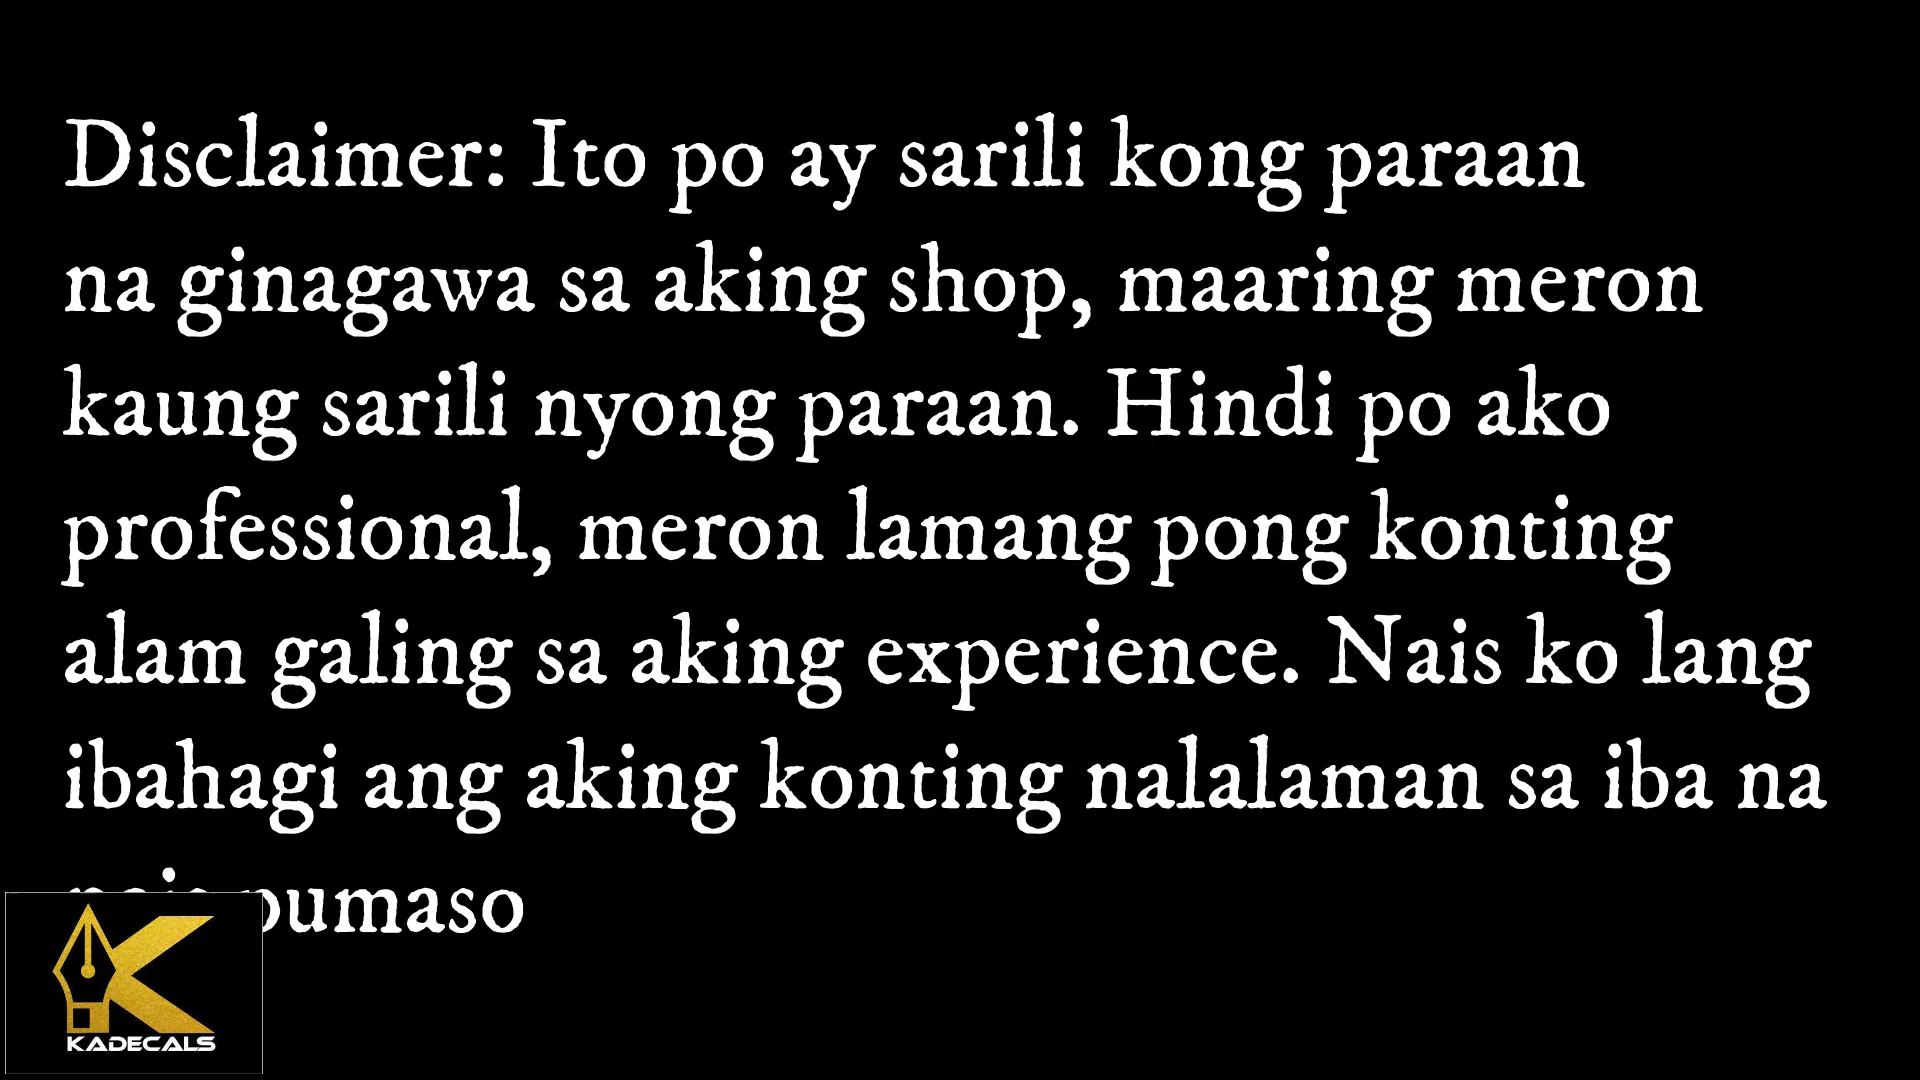 Disclaimer: Ito po ay sarili kong paraan
na ginagawa sa aking shop, maaring meron
kaung sarili nyong paraan. Hindi po ako
professional, meron lamang pong konting
alam galing sa aking experience. Nais ko lang
ibahagi ang aking konting nalalaman sa iba na
pumaso
KADECALS